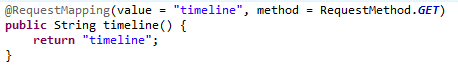 @RequestMapping(value = "timeline", method = RequestMethod.GET)
public String timeline() {
    return "timeline";
}